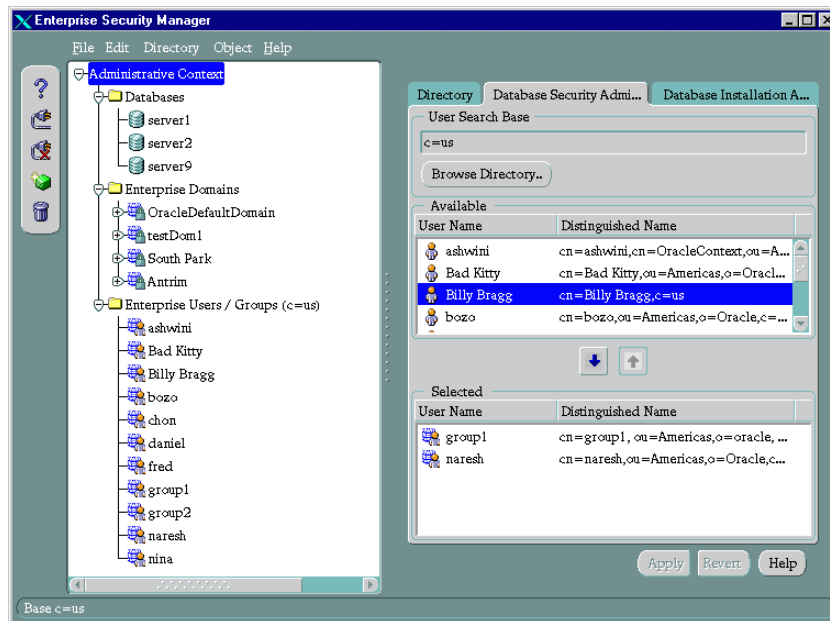 Enterprise Security Manager
File Edit Directory Object Help
Administrative Context
Databases
server1
server2
server9
Enterprise Domains
OracleDefaultDomain
testDom1
South Park
Antrim
Enterprise Users / Groups (c=us)
ashwini
Bad Kitty
Billy Bragg
bozo
chon
daniel
fred
group1
group2
naresh
nina
Directory Database Security Admi... Database Installation A...
User Search Base
c=us
Browse Directory..
Available
User Name Distinguished Name
ashwini cn=ashwini,cn=OracleContext,ou=A...
Bad Kitty cn=Bad Kitty,ou=Americas,o=Oracl...
Billy Bragg cn=Billy Bragg,c=us
bozo cn=bozo,ou=Americas,o=Oracle,c=...
Selected
User Name Distinguished Name
group1 cn=group1, ou=Americas,o=oracle, ...
naresh cn=naresh,ou=Americas,o=Oracle,c...
Apply Revert Help
Base c=us